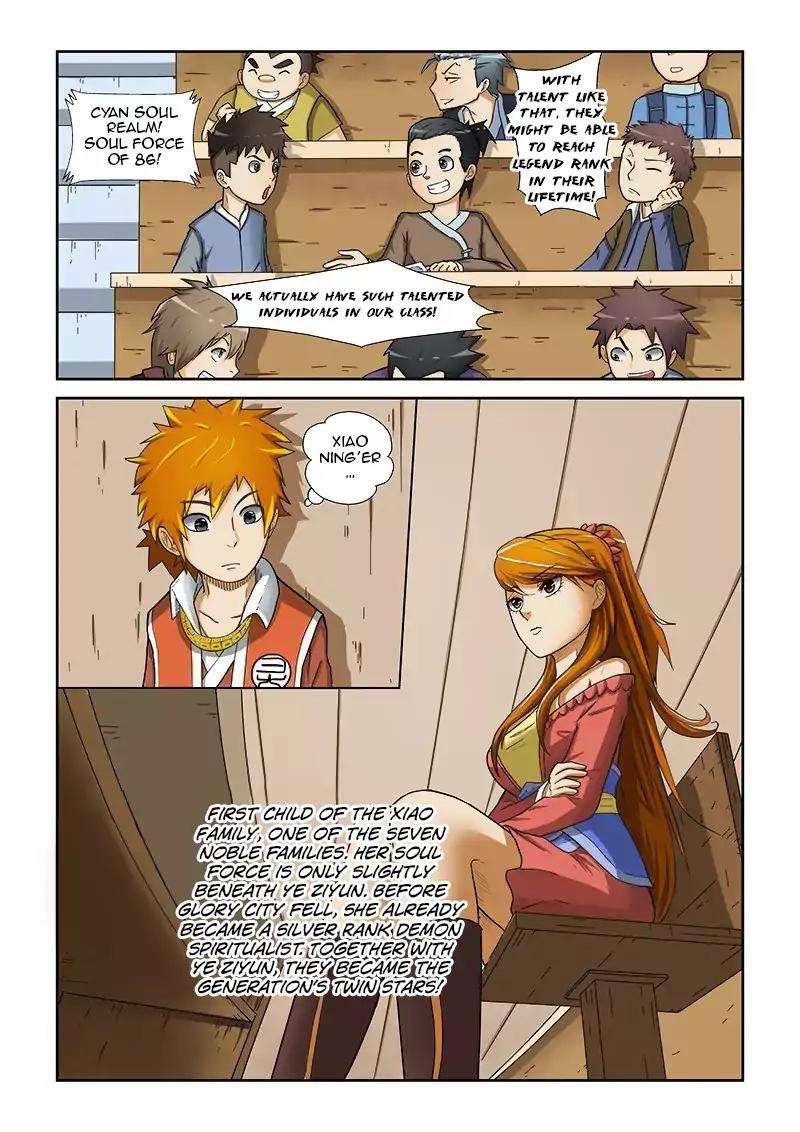 CYAN SOUL
REALM!
SOUL FORCE
OF 86!
WITH
TALENT LIKE
THAT, THEY
MIGHT BE ABLE
TO REACH
LEGEND RANK
IN THEIR
LIFETIME!
WE ACTUALLY HAVE SUCH TALENTED
INDIVIDUALS IN OUR CLASS!
XIAO
NING'ER
...
FIRST CHILD OF THE XIAO
FAMILY, ONE OF THE SEVEN
NOBLE FAMILIES! HER SOUL
FORCE IS ONLY SLIGHTLY
BENEATH YE ZIYUN. BEFORE
GLORY CITY FELL, SHE ALREADY
BECAME A SILVER RANK DEMON
SPIRITUALIST. TOGETHER WITH
YE ZIYUN, THEY BECAME THE
GENERATION'S TWIN STARS!